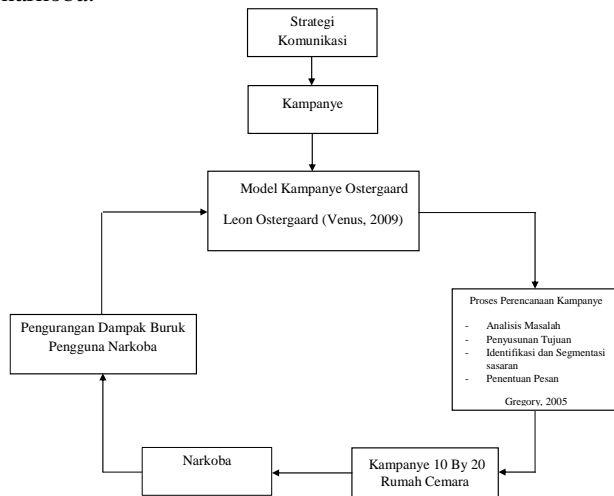 narkoba.
Strategi
Komunikasi
Kampanye
Model Kampanye Ostergaard
Leon Ostergaard (Venus, 2009)
Proses Perencanaan Kampanye
- Analisis Masalah
- Penyusunan Tujuan
- Identifikasi dan Segmentasi
sasaran
- Penentuan Pesan
Gregory, 2005
Kampanye 10 By 20
Rumah Cemara
Narkoba
Pengurangan Dampak Buruk
Pengguna Narkoba